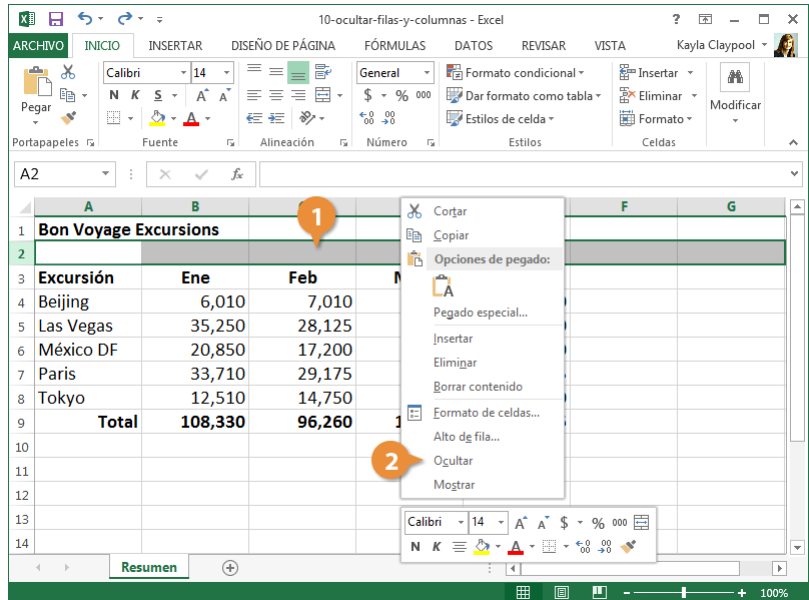 10-ocultar-filas-y-columnas - Excel
ARCHIVO INICIO INSERTAR DISEÑO DE PÁGINA FÓRMULAS DATOS REVISAR VISTA Kayla Claypool
Pegar
Portapapeles
Calibri 14
N K S A A
A
Fuente
Alineación
General
$ % 000
Número
Formato condicional
Dar formato como tabla
Estilos de celda
Estilos
Insertar
Eliminar
Formato
Celdas
Modificar
A2 fx
A B F G
1 Bon Voyage Excursions
2
3 Excursión Ene Feb
4 Beijing 6,010 7,010
5 Las Vegas 35,250 28,125
6 México DF 20,850 17,200
7 Paris 33,710 29,175
8 Tokyo 12,510 14,750
9 Total 108,330 96,260
10
11
12
13
14
1
Cortar
Copiar
Opciones de pegado:
A
Pegado especial...
Insertar
Eliminar
Borrar contenido
Formato de celdas...
Alto de fila...
2 Ocultar
Mostrar
Calibri 14 A A $ % 000
N K A
Resumen
100%